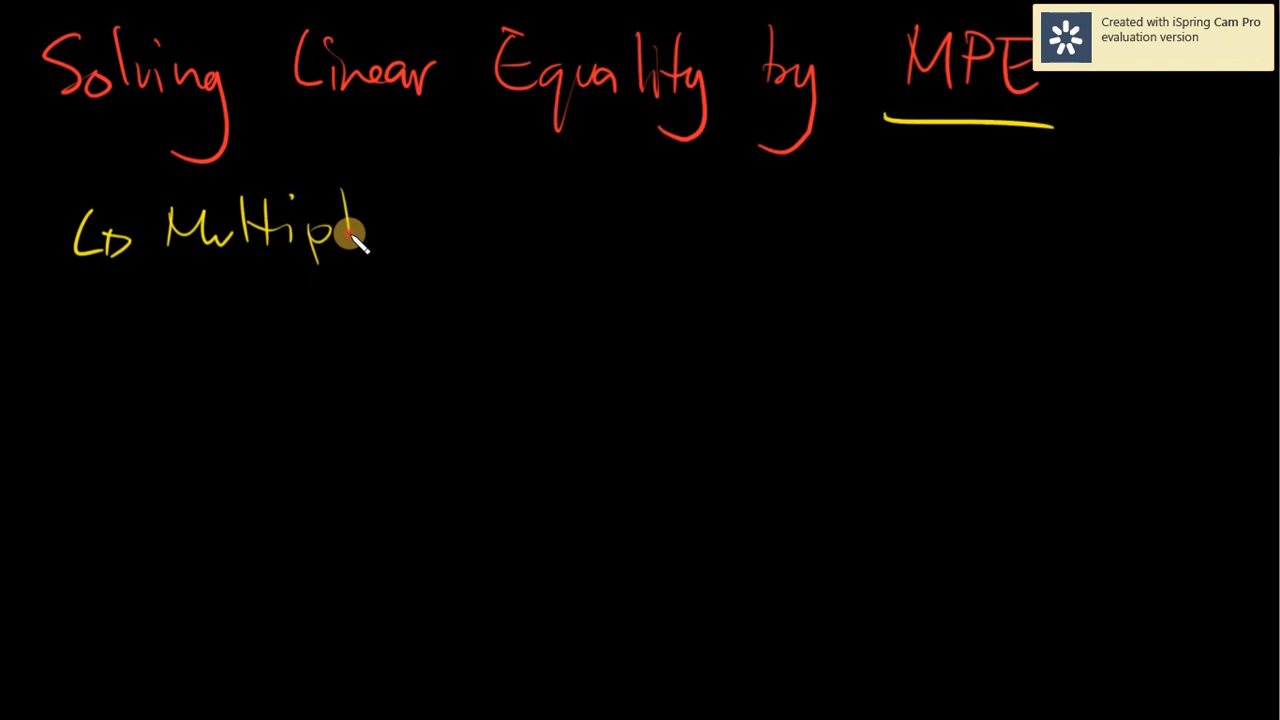 Solving Linear Equality by MPE
Created with iSpring Cam Pro
evaluation version
Multipl